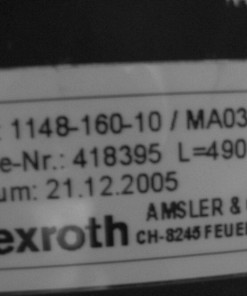 : 1148-160-10 / MA03
e-Nr.: 418395 L=490
um: 21.12.2005
exroth AMSLER &
CH-8245 FEUE